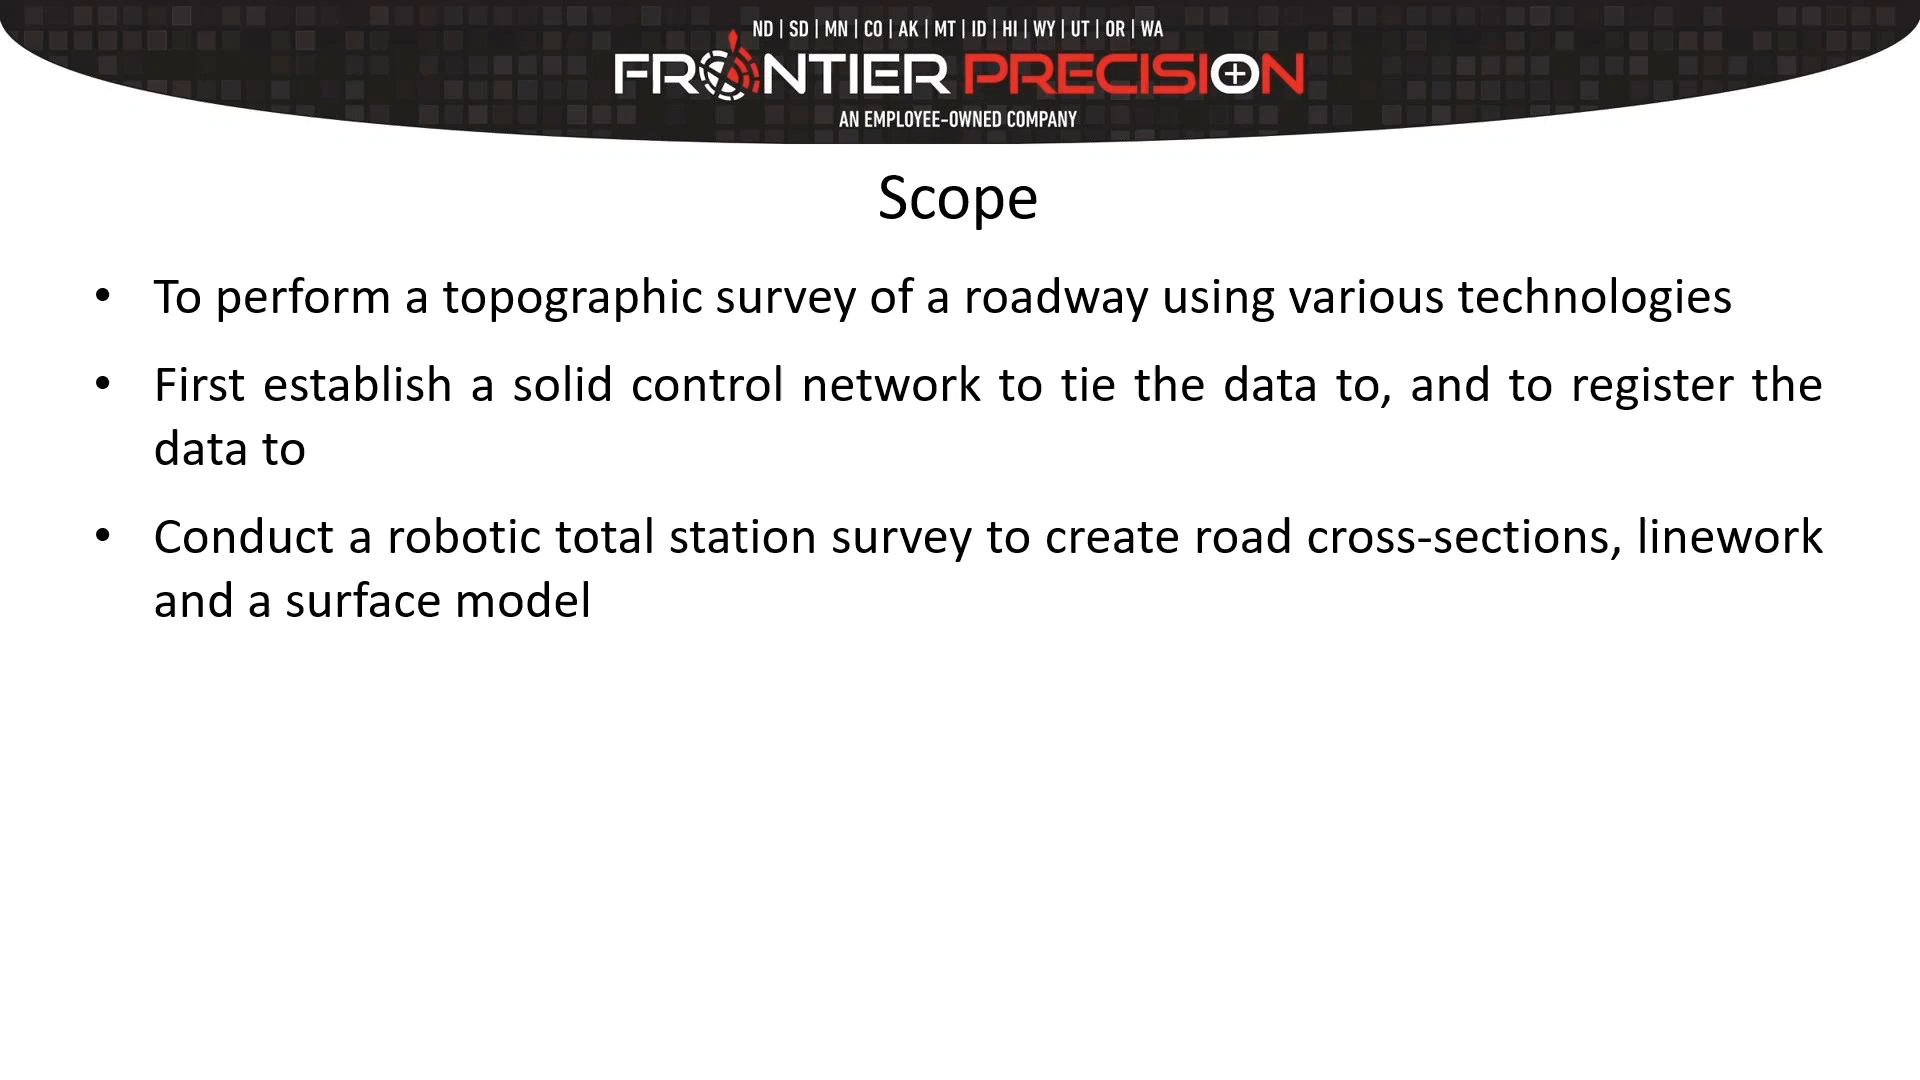 ND | SD | MN | CO | AK | MT | ID | HI | WY | UT | OR | WA
FRONTIER PRECISION
AN EMPLOYEE-OWNED COMPANY
Scope
• To perform a topographic survey of a roadway using various technologies
• First establish a solid control network to tie the data to, and to register the
data to
• Conduct a robotic total station survey to create road cross-sections, linework
and a surface model